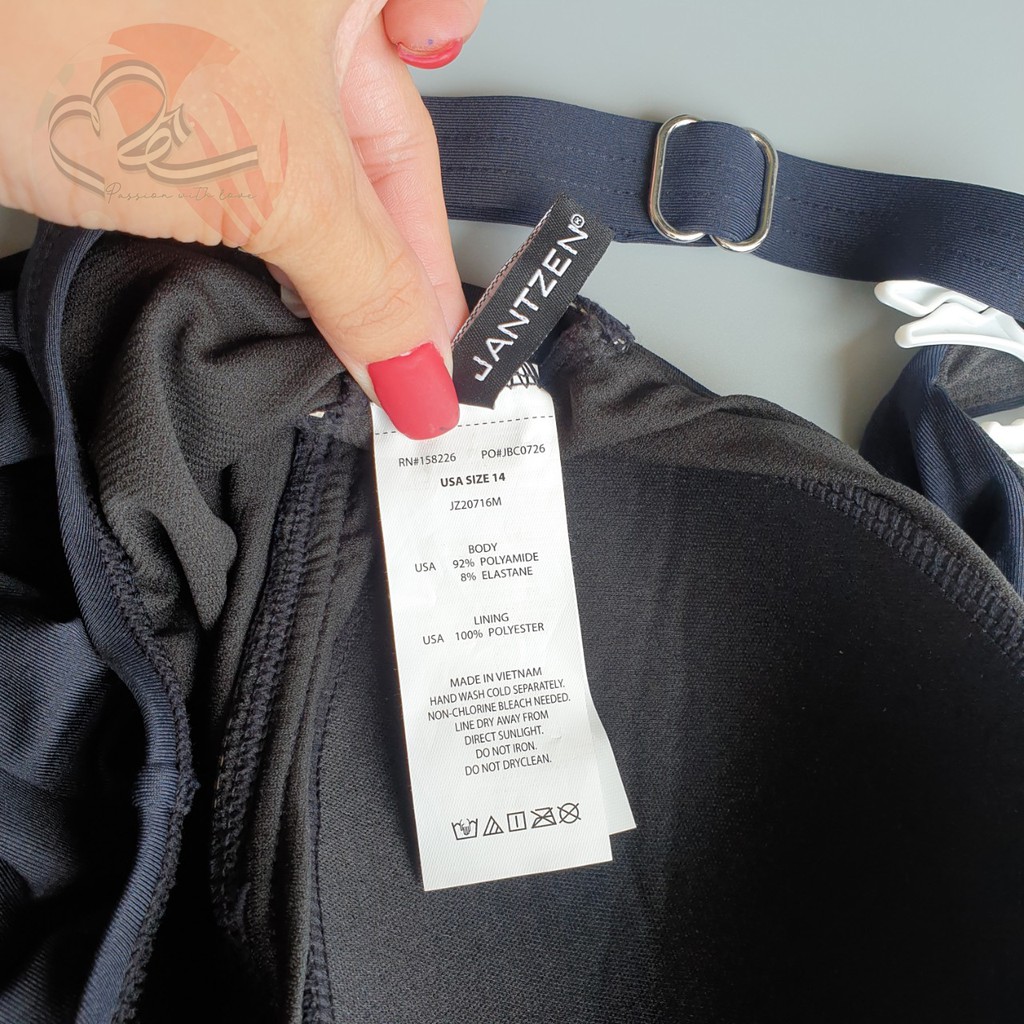 Passion with love
JANTZEN®
RN#158226 PO#JBC0726
USA SIZE 14
JZ20716M
BODY
USA 92% POLYAMIDE
8% ELASTANE
LINING
USA 100% POLYESTER
MADE IN VIETNAM
HAND WASH COLD SEPARATELY.
NON-CHLORINE BLEACH NEEDED.
LINE DRY AWAY FROM
DIRECT SUNLIGHT.
DO NOT IRON.
DO NOT DRYCLEAN.